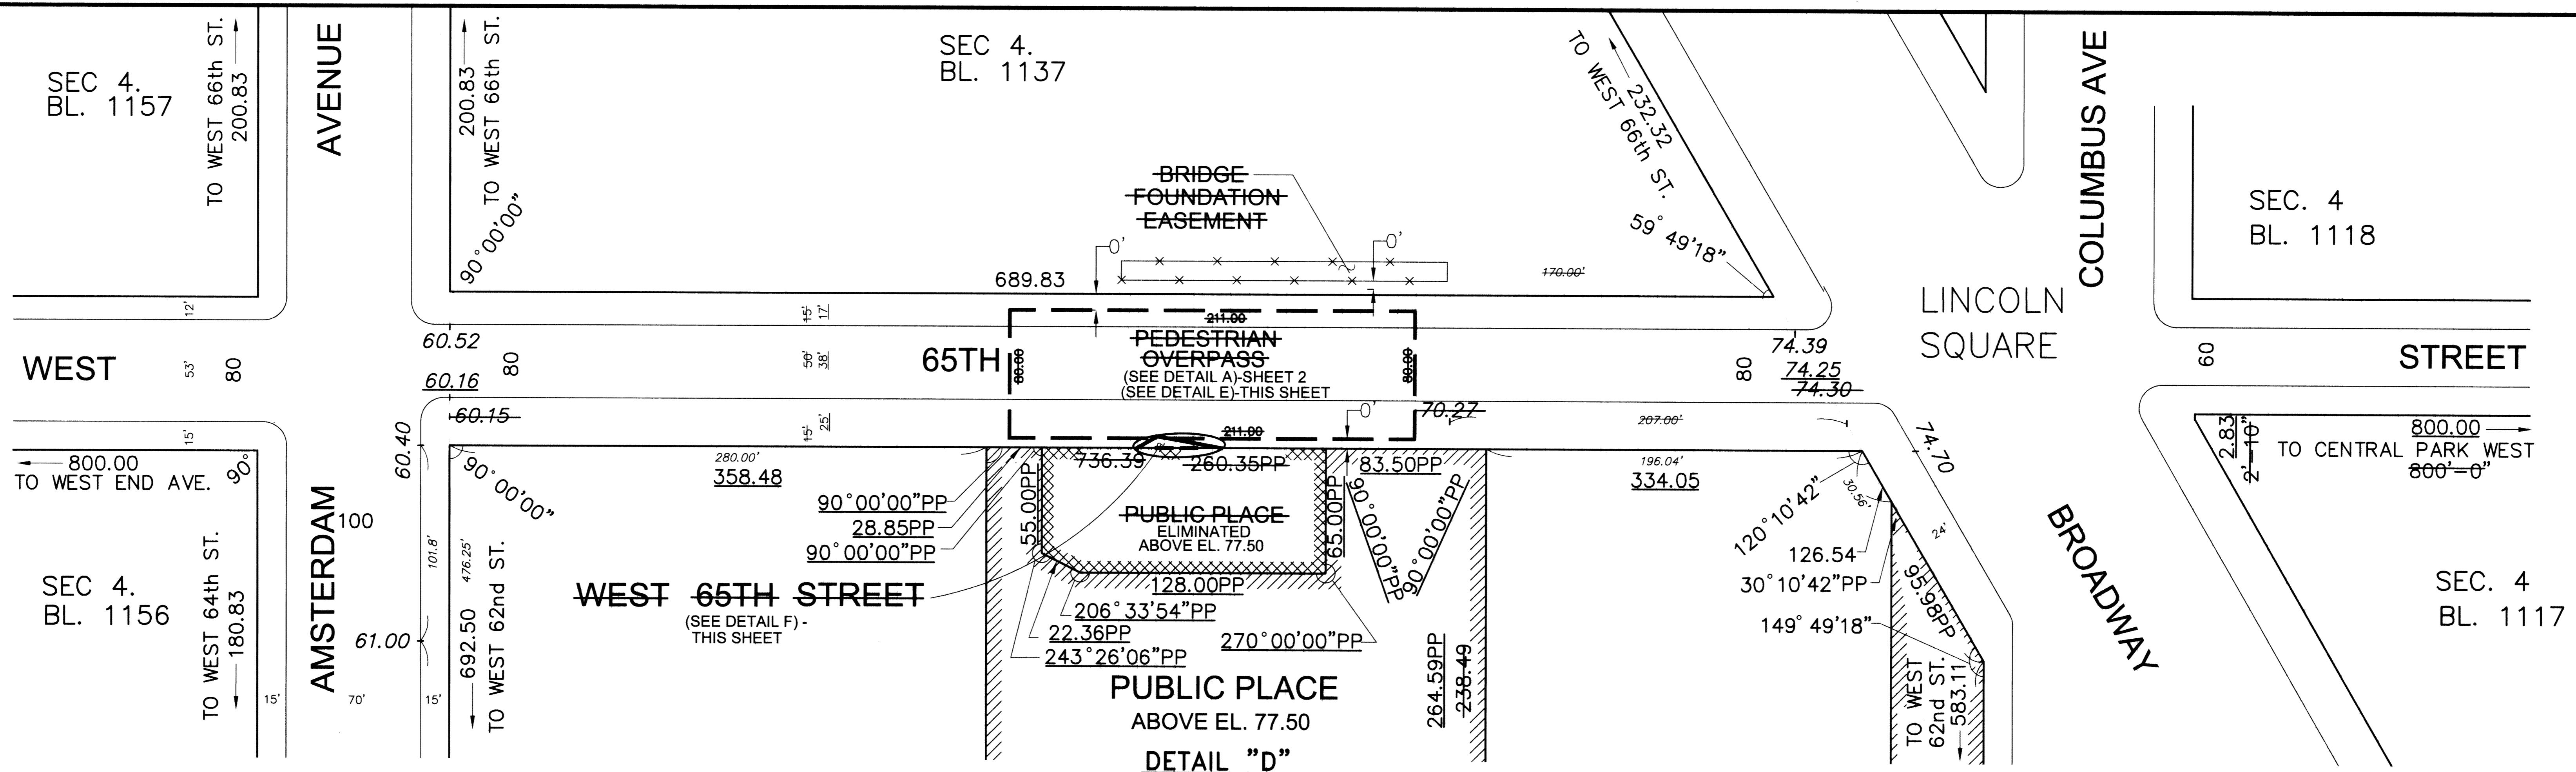 SEC 4.
BL. 1157
TO WEST 66th ST.
200.83
AVENUE
200.83
TO WEST 66th ST.
90°00'00"
SEC 4.
BL. 1137
TO WEST 66th ST.
232.32
59°49'18"
COLUMBUS AVE
SEC. 4
BL. 1118
BRIDGE
FOUNDATION
EASEMENT
0'
0'
689.83
170.00'
LINCOLN
SQUARE
12'
WEST
53'
80
15'
60.52
60.16
60.15
80
15'
17'
50'
38'
15'
25'
65TH
211.00
80.00
PEDESTRIAN
OVERPASS
(SEE DETAIL A)-SHEET 2
(SEE DETAIL E)-THIS SHEET
80.00
211.00
0'
70.27
207.00'
80
74.39
74.25
74.30
60
STREET
800.00
TO WEST END AVE.
90°
60.40
90°00'00"
280.00'
358.48
736.39
260.35PP
83.50PP
196.04'
334.05
74.70
2.83
2'-10"
800.00
TO CENTRAL PARK WEST
800'-0"
90°00'00"PP
28.85PP
90°00'00"PP
55.00PP
PUBLIC PLACE
ELIMINATED
ABOVE EL. 77.50
65.00PP
90°00'00"PP
90°00'00"PP
128.00PP
120°10'42"
30.56'
126.54
30°10'42"PP
24'
95.98PP
149°49'18"
BROADWAY
AMSTERDAM
100
101.8'
476.25'
SEC 4.
BL. 1156
TO WEST 64th ST.
180.83
61.00
692.50
TO WEST 62nd ST.
15'
70'
15'
WEST 65TH STREET
(SEE DETAIL F) -
THIS SHEET
206°33'54"PP
22.36PP
243°26'06"PP
270°00'00"PP
264.59PP
238.49
PUBLIC PLACE
ABOVE EL. 77.50
DETAIL "D"
TO WEST
62nd ST.
583.11
SEC. 4
BL. 1117